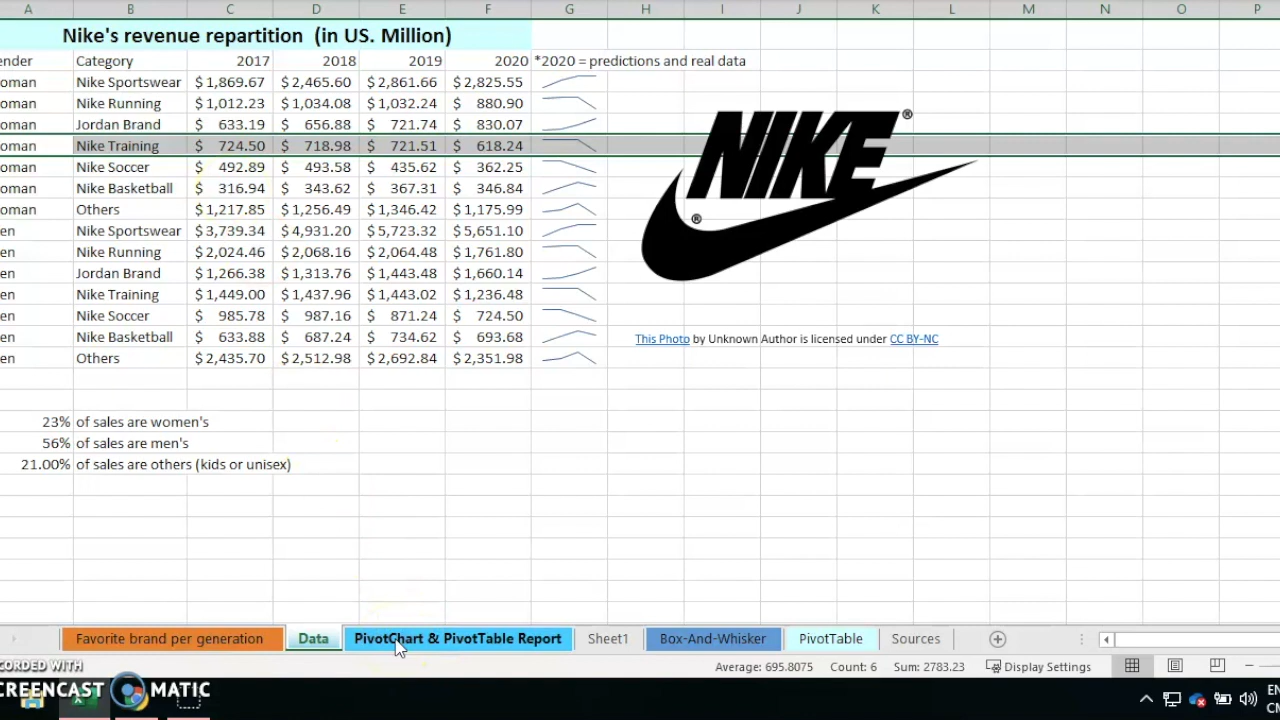 A B C D E F G H I J K L M N O P
Nike's revenue repartition (in US. Million)
ender Category 2017 2018 2019 2020 *2020 = predictions and real data
oman Nike Sportswear $ 1,869.67 $ 2,465.60 $ 2,861.66 $ 2,825.55
oman Nike Running $ 1,012.23 $ 1,034.08 $ 1,032.24 $ 880.90
oman Jordan Brand $ 633.19 $ 656.88 $ 721.74 $ 830.07
oman Nike Training $ 724.50 $ 718.98 $ 721.51 $ 618.24
oman Nike Soccer $ 492.89 $ 493.58 $ 435.62 $ 362.25
oman Nike Basketball $ 316.94 $ 343.62 $ 367.31 $ 346.84
oman Others $ 1,217.85 $ 1,256.49 $ 1,346.42 $ 1,175.99
en Nike Sportswear $ 3,739.34 $ 4,931.20 $ 5,723.32 $ 5,651.10
en Nike Running $ 2,024.46 $ 2,068.16 $ 2,064.48 $ 1,761.80
en Jordan Brand $ 1,266.38 $ 1,313.76 $ 1,443.48 $ 1,660.14
en Nike Training $ 1,449.00 $ 1,437.96 $ 1,443.02 $ 1,236.48
en Nike Soccer $ 985.78 $ 987.16 $ 871.24 $ 724.50
en Nike Basketball $ 633.88 $ 687.24 $ 734.62 $ 693.68
en Others $ 2,435.70 $ 2,512.98 $ 2,692.84 $ 2,351.98
NIKE ®
®
This Photo by Unknown Author is licensed under CC BY-NC
23% of sales are women's
56% of sales are men's
21.00% of sales are others (kids or unisex)
Favorite brand per generation Data PivotChart & PivotTable Report Sheet1 Box-And-Whisker PivotTable Sources
Average: 695.8075 Count: 6 Sum: 2783.23 Display Settings
CORDED WITH
CREENCAST MATIC
EN
CN